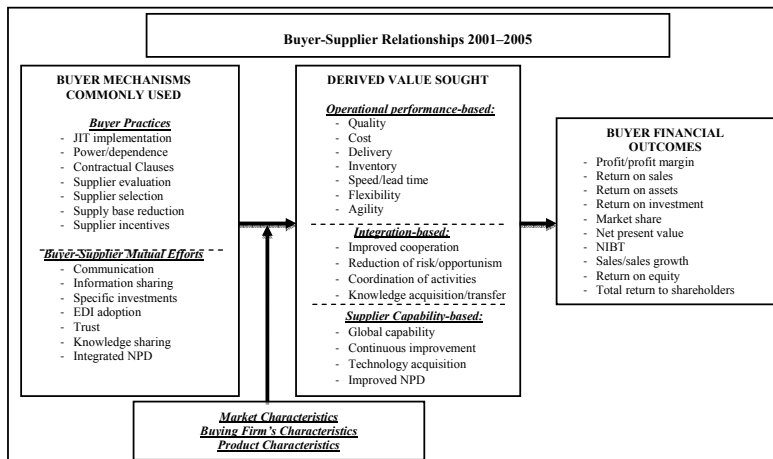 Buyer-Supplier Relationships 2001–2005
BUYER MECHANISMS
COMMONLY USED
Buyer Practices
- JIT implementation
- Power/dependence
- Contractual Clauses
- Supplier evaluation
- Supplier selection
- Supply base reduction
- Supplier incentives
Buyer-Supplier Mutual Efforts
- Communication
- Information sharing
- Specific investments
- EDI adoption
- Trust
- Knowledge sharing
- Integrated NPD
DERIVED VALUE SOUGHT
Operational performance-based:
- Quality
- Cost
- Delivery
- Inventory
- Speed/lead time
- Flexibility
- Agility
Integration-based:
- Improved cooperation
- Reduction of risk/opportunism
- Coordination of activities
- Knowledge acquisition/transfer
Supplier Capability-based:
- Global capability
- Continuous improvement
- Technology acquisition
- Improved NPD
BUYER FINANCIAL
OUTCOMES
- Profit/profit margin
- Return on sales
- Return on assets
- Return on investment
- Market share
- Net present value
- NIBT
- Sales/sales growth
- Return on equity
- Total return to shareholders
Market Characteristics
Buying Firm's Characteristics
Product Characteristics